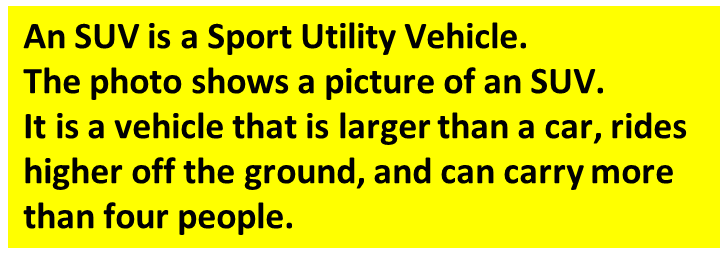 An SUV is a Sport Utility Vehicle.
The photo shows a picture of an SUV.
It is a vehicle that is larger than a car, rides
higher off the ground, and can carry more
than four people.